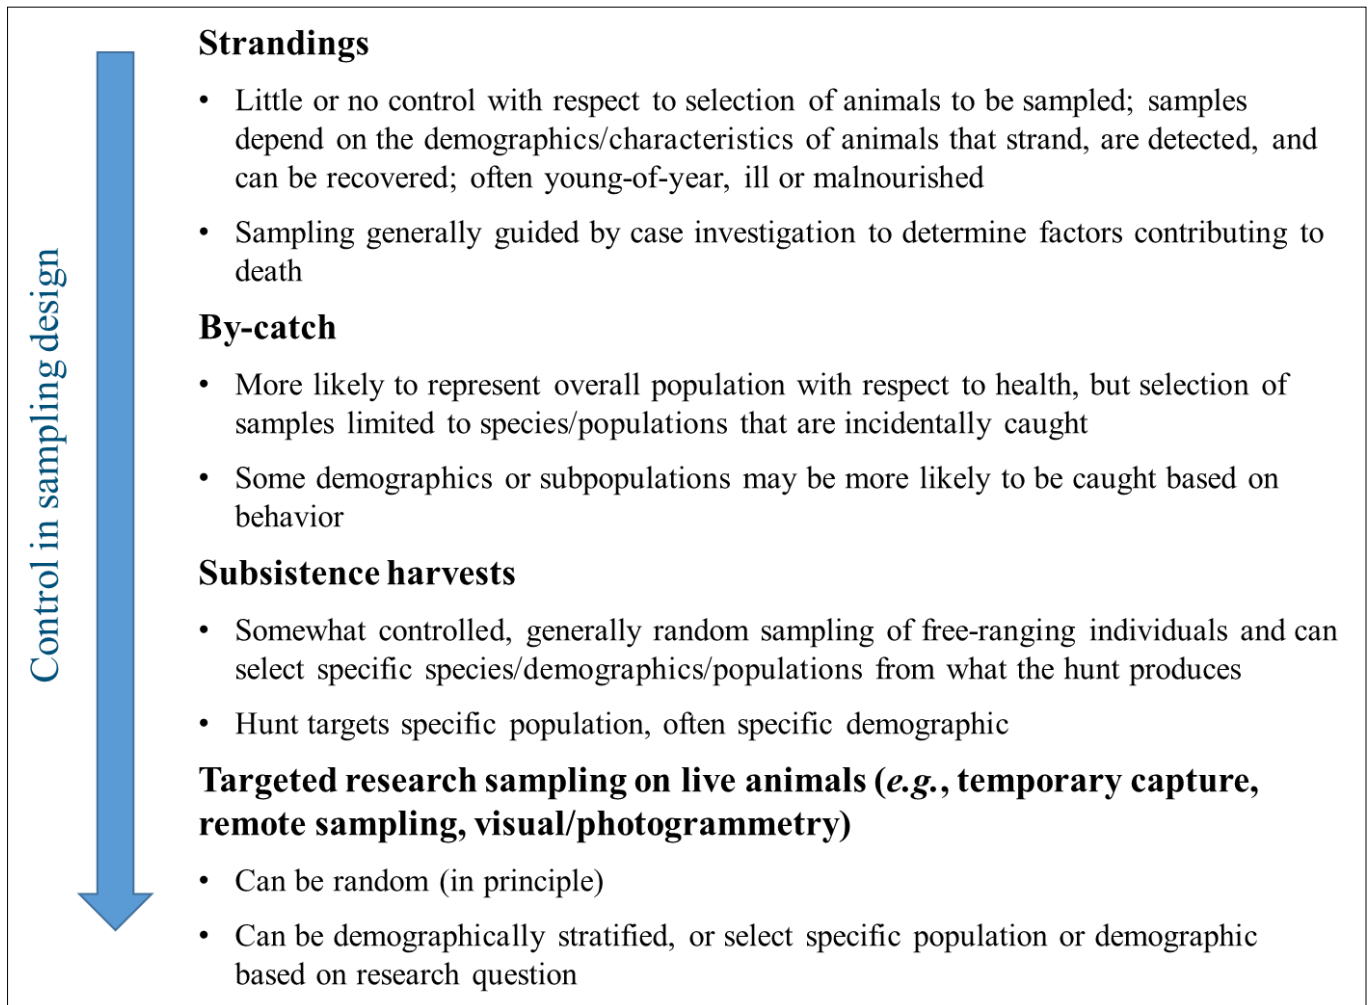 Control in sampling design
Strandings
• Little or no control with respect to selection of animals to be sampled; samples
depend on the demographics/characteristics of animals that strand, are detected, and
can be recovered; often young-of-year, ill or malnourished
• Sampling generally guided by case investigation to determine factors contributing to
death
By-catch
• More likely to represent overall population with respect to health, but selection of
samples limited to species/populations that are incidentally caught
• Some demographics or subpopulations may be more likely to be caught based on
behavior
Subsistence harvests
• Somewhat controlled, generally random sampling of free-ranging individuals and can
select specific species/demographics/populations from what the hunt produces
• Hunt targets specific population, often specific demographic
Targeted research sampling on live animals (e.g., temporary capture,
remote sampling, visual/photogrammetry)
• Can be random (in principle)
• Can be demographically stratified, or select specific population or demographic
based on research question